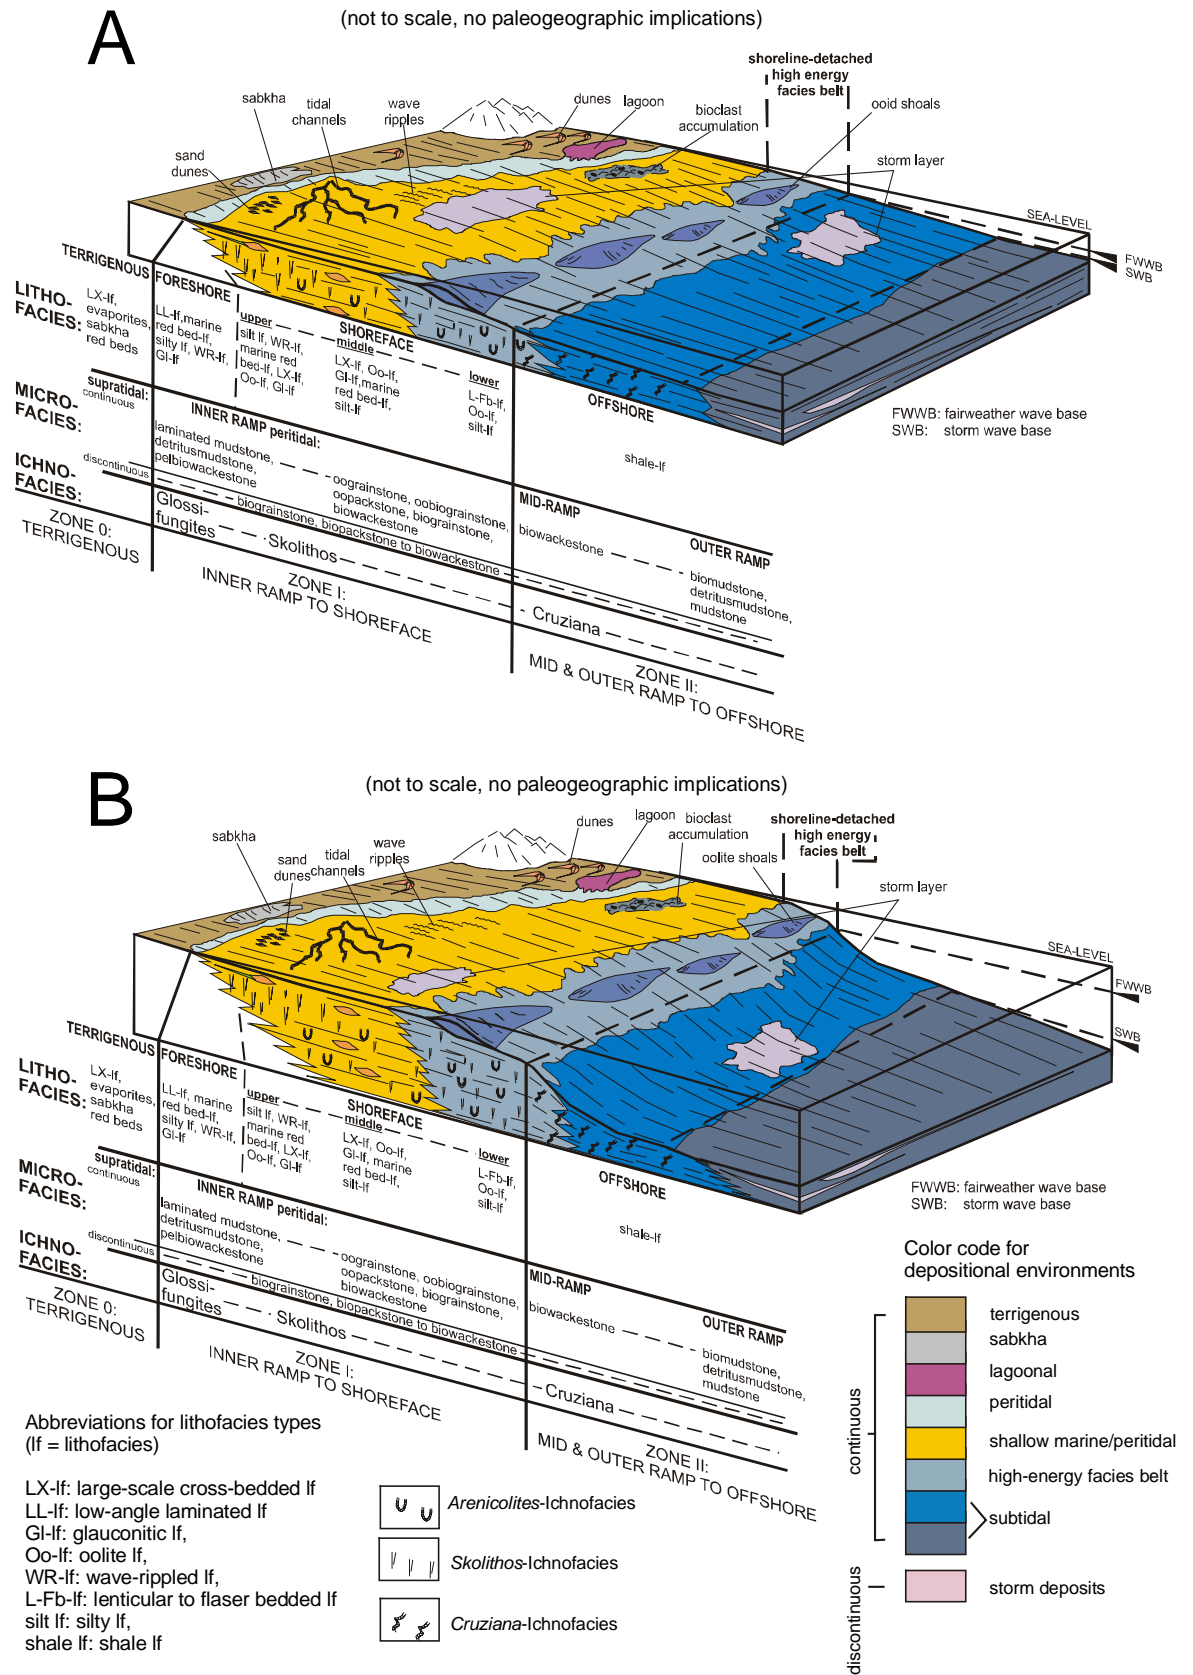 A
(not to scale, no paleogeographic implications)
shoreline-detached
high energy
facies belt
sabkha
tidal
channels
wave
ripples
dunes
lagoon
bioclast
accumulation
ooid shoals
sand
dunes
storm layer
SEA-LEVEL
FWWB
SWB
TERRIGENOUS
FORESHORE
LITHO-
FACIES:
LX-lf,
evaporites,
sabkha
red beds
LL-lf,marine
red bed-lf,
silty lf, WR-lf,
Gl-lf
upper
silt lf, WR-lf,
marine red
bed-lf, LX-lf,
Oo-lf, Gl-lf
SHOREFACE
middle
LX-lf, Oo-lf,
Gl-lf,marine
red bed-lf,
silt-lf
lower
L-Fb-lf,
Oo-lf,
silt-lf
OFFSHORE
shale-lf
FWWB: fairweather wave base
SWB: storm wave base
MICRO-
FACIES:
supratidal:
continuous
INNER RAMP peritidal:
laminated mudstone,
detritusmudstone,
pelbiowackestone
oograinstone, oobiograinstone,
oopackstone, biograinstone,
biowackestone
MID-RAMP
biowackestone
OUTER RAMP
biomudstone,
detritusmudstone,
mudstone
discontinuous
biograinstone, biopackstone to biowackestone
ICHNO-
FACIES:
Glossi-
fungites
Skolithos
Cruziana
ZONE 0:
TERRIGENOUS
ZONE I:
INNER RAMP TO SHOREFACE
ZONE II:
MID & OUTER RAMP TO OFFSHORE
B
(not to scale, no paleogeographic implications)
shoreline-detached
high energy
facies belt
sabkha
sand
dunes
tidal
channels
wave
ripples
dunes
lagoon
bioclast
accumulation
oolite shoals
storm layer
SEA-LEVEL
FWWB
SWB
TERRIGENOUS
FORESHORE
LITHO-
FACIES:
LX-lf,
evaporites,
sabkha
red beds
LL-lf, marine
red bed-lf,
silty lf, WR-lf,
Gl-lf
upper
silt lf, WR-lf,
marine red
bed-lf, LX-lf,
Oo-lf, Gl-lf
SHOREFACE
middle
LX-lf, Oo-lf,
Gl-lf, marine
red bed-lf,
silt-lf
lower
L-Fb-lf,
Oo-lf,
silt-lf
OFFSHORE
shale-lf
FWWB: fairweather wave base
SWB: storm wave base
MICRO-
FACIES:
supratidal:
continuous
INNER RAMP peritidal:
laminated mudstone,
detritusmudstone,
pelbiowackestone
oograinstone, oobiograinstone,
oopackstone, biograinstone,
biowackestone
MID-RAMP
biowackestone
OUTER RAMP
biomudstone,
detritusmudstone,
mudstone
discontinuous
biograinstone, biopackstone to biowackestone
ICHNO-
FACIES:
Glossi-
fungites
Skolithos
Cruziana
ZONE 0:
TERRIGENOUS
ZONE I:
INNER RAMP TO SHOREFACE
ZONE II:
MID & OUTER RAMP TO OFFSHORE
Color code for
depositional environments
continuous
terrigenous
sabkha
lagoonal
peritidal
shallow marine/peritidal
high-energy facies belt
subtidal
discontinuous
storm deposits
Abbreviations for lithofacies types
(lf = lithofacies)
LX-lf: large-scale cross-bedded lf
LL-lf: low-angle laminated lf
Gl-lf: glauconitic lf,
Oo-lf: oolite lf,
WR-lf: wave-rippled lf,
L-Fb-lf: lenticular to flaser bedded lf
silt lf: silty lf,
shale lf: shale lf
Arenicolites-Ichnofacies
Skolithos-Ichnofacies
Cruziana-Ichnofacies